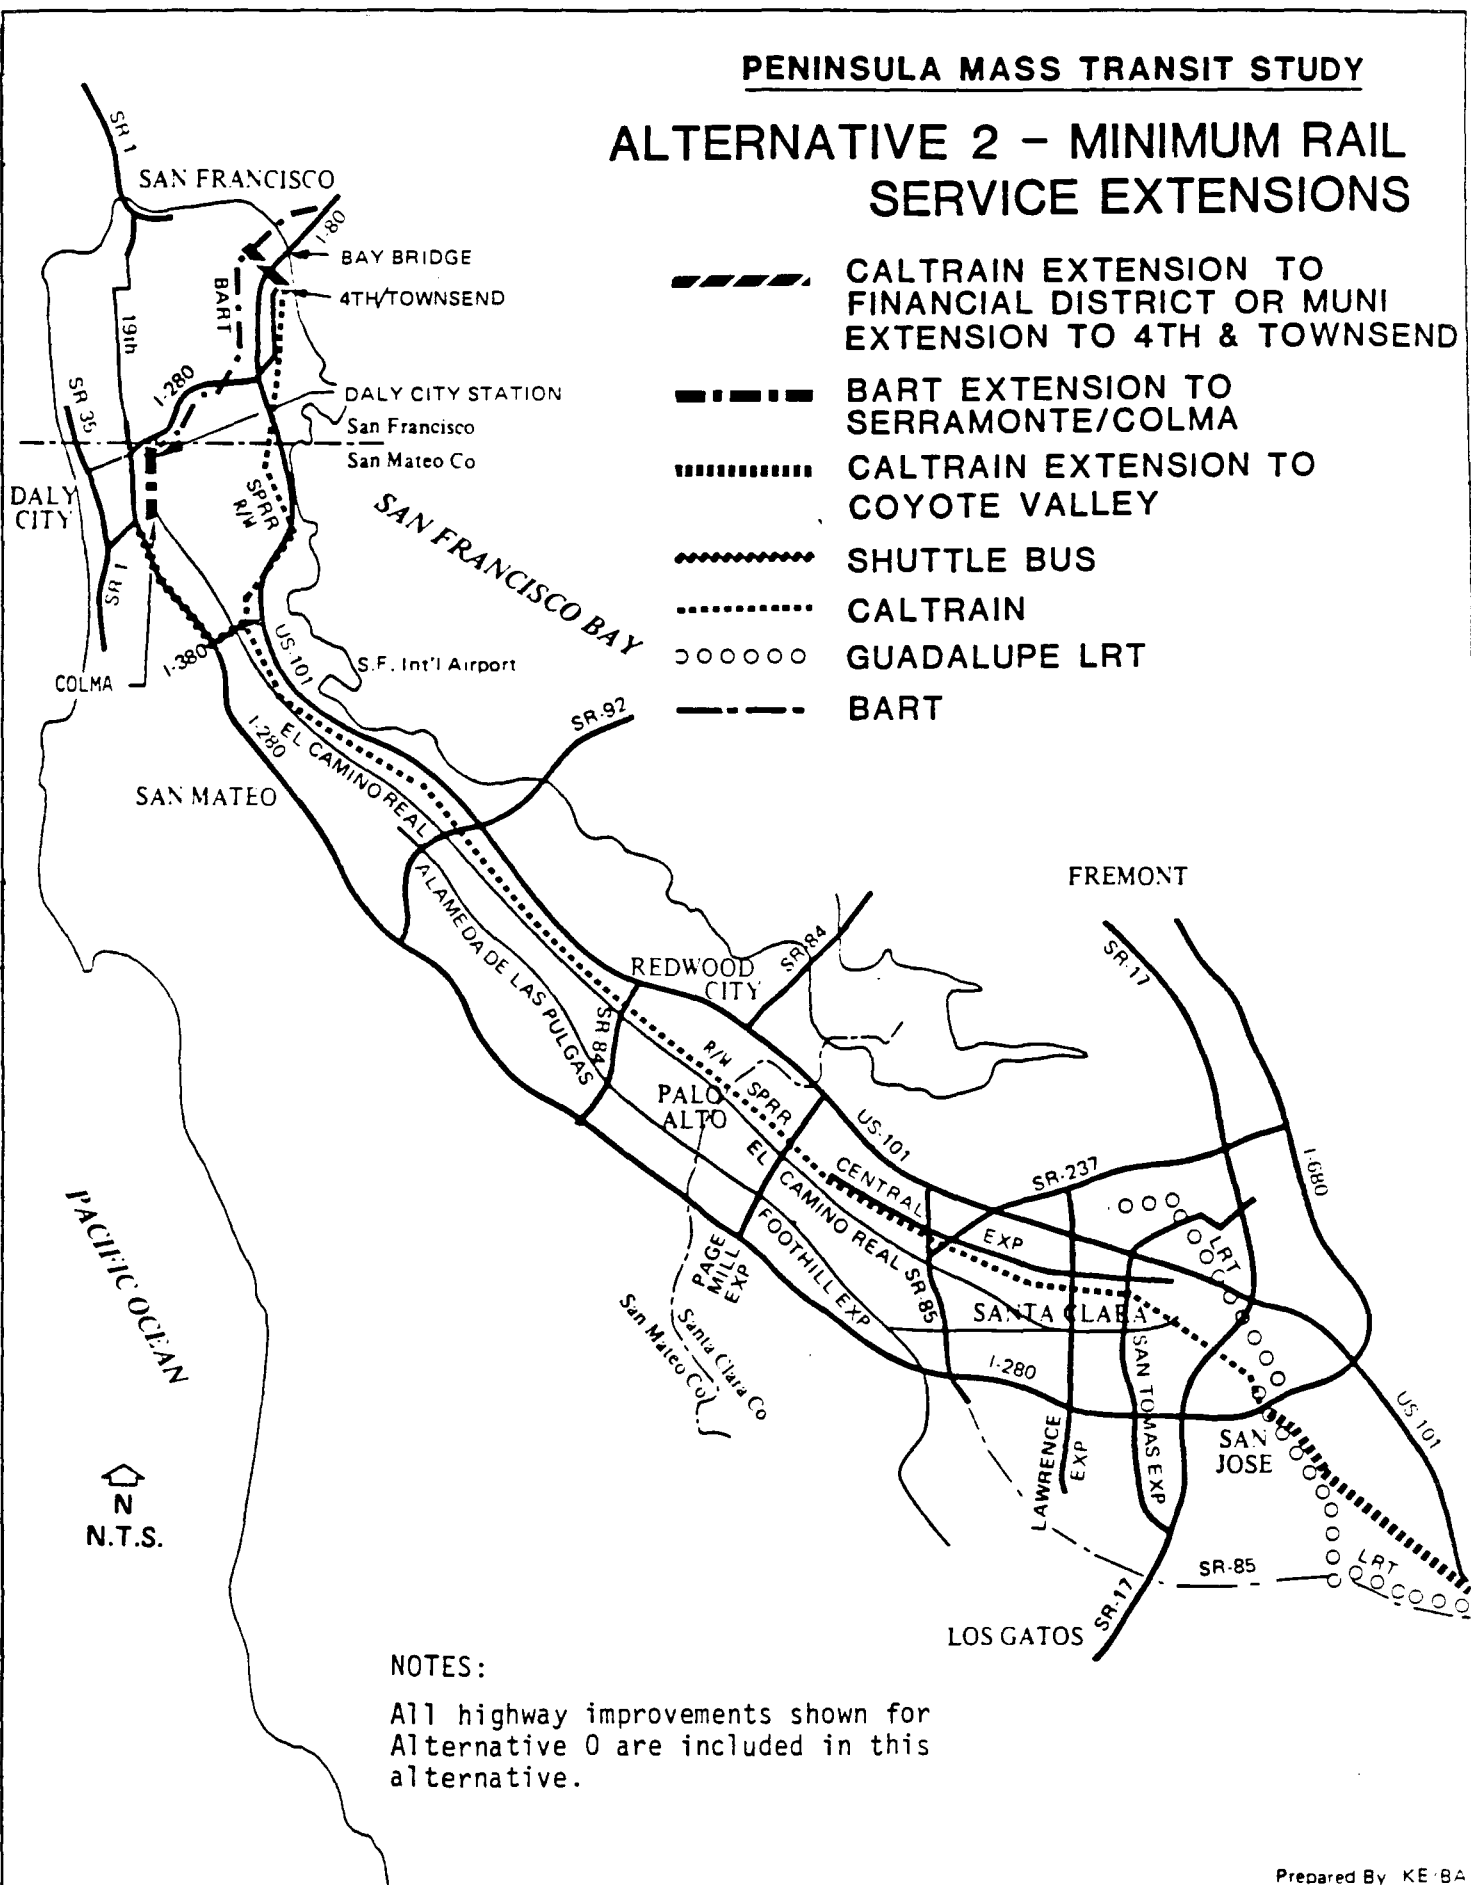 PENINSULA MASS TRANSIT STUDY
ALTERNATIVE 2 – MINIMUM RAIL
SERVICE EXTENSIONS
CALTRAIN EXTENSION TO
FINANCIAL DISTRICT OR MUNI
EXTENSION TO 4TH & TOWNSEND
BART EXTENSION TO
SERRAMONTE/COLMA
CALTRAIN EXTENSION TO
COYOTE VALLEY
SHUTTLE BUS
CALTRAIN
GUADALUPE LRT
BART
SR 1
SAN FRANCISCO
I-80
BAY BRIDGE
4TH/TOWNSEND
BART
19th
I-280
SR 35
DALY CITY STATION
San Francisco
San Mateo Co
DALY
CITY
SPRR
R/W
SAN FRANCISCO BAY
SR 1
I-380
US-101
S.F. Int'l Airport
COLMA
I-280
EL CAMINO REAL
SR-92
SAN MATEO
ALAMEDA DE LAS PULGAS
FREMONT
REDWOOD
CITY
SR-84
SR-17
SR 84
R/W
SPRR
PALO
ALTO
US-101
EL CAMINO REAL
CENTRAL
EXP
SR-237
I-680
LRT
PACIFIC OCEAN
PAGE
MILL
EXP
FOOTHILL EXP
SR-85
SANTA CLARA
San Mateo Co
Santa Clara Co
I-280
SAN TOMAS EXP
LAWRENCE
EXP
SAN
JOSE
US 101
N
N.T.S.
LRT
SR-85
SR-17
LOS GATOS
NOTES:
All highway improvements shown for
Alternative 0 are included in this
alternative.
Prepared By KE/BA